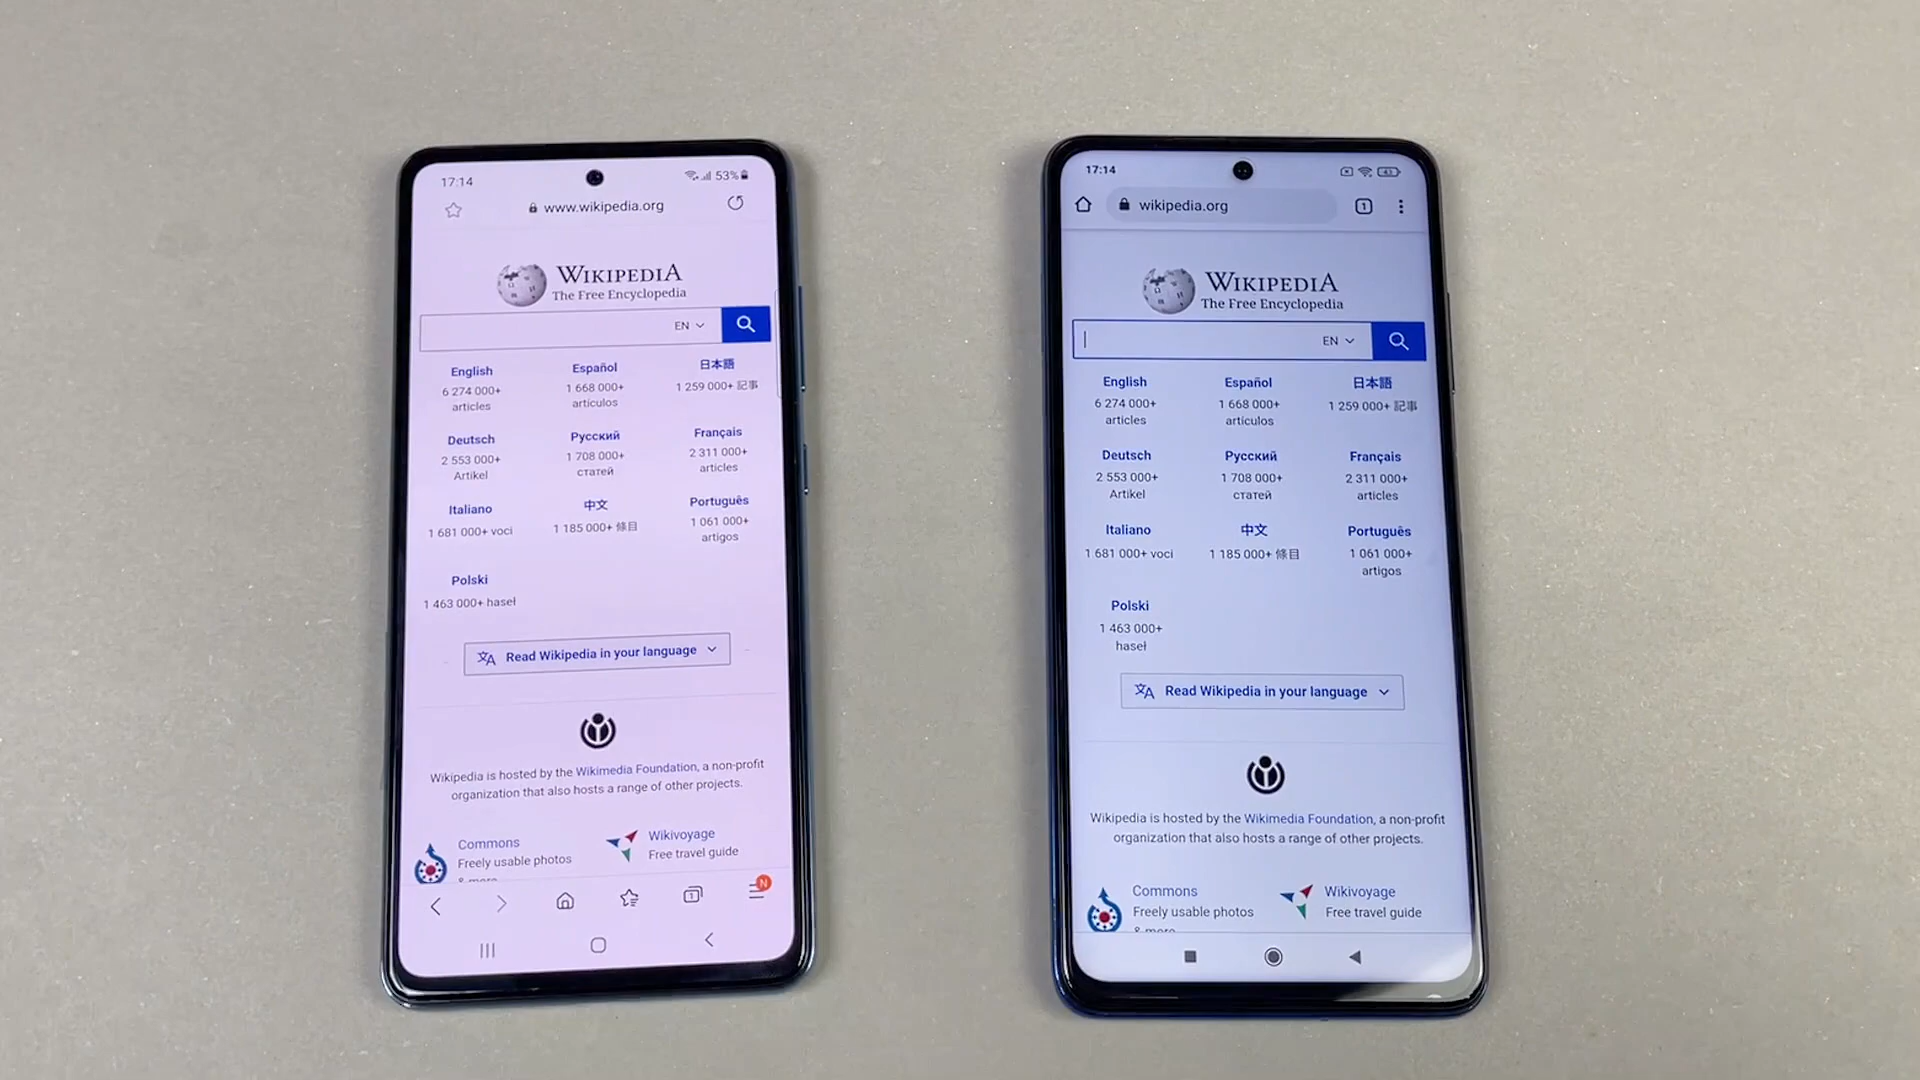 17:14
53%
www.wikipedia.org
WIKIPEDIA
The Free Encyclopedia
EN
English
6 274 000+
articles
Español
1 668 000+
artículos
日本語
1 259 000+ 記事
Deutsch
2 553 000+
Artikel
Русский
1 708 000+
статей
Français
2 311 000+
articles
Italiano
1 681 000+ voci
中文
1 185 000+ 條目
Português
1 061 000+
artigos
Polski
1 463 000+ haseł
Read Wikipedia in your language
Wikipedia is hosted by the Wikimedia Foundation, a non-profit
organization that also hosts a range of other projects.
Commons
Freely usable photos
& more
Wikivoyage
Free travel guide
1
N
17:14
43
wikipedia.org
1
WIKIPEDIA
The Free Encyclopedia
EN
English
6 274 000+
articles
Español
1 668 000+
artículos
日本語
1 259 000+ 記事
Deutsch
2 553 000+
Artikel
Русский
1 708 000+
статей
Français
2 311 000+
articles
Italiano
1 681 000+ voci
中文
1 185 000+ 條目
Português
1 061 000+
artigos
Polski
1 463 000+
haseł
Read Wikipedia in your language
Wikipedia is hosted by the Wikimedia Foundation, a non-profit
organization that also hosts a range of other projects.
Commons
Freely usable photos
& more
Wikivoyage
Free travel guide